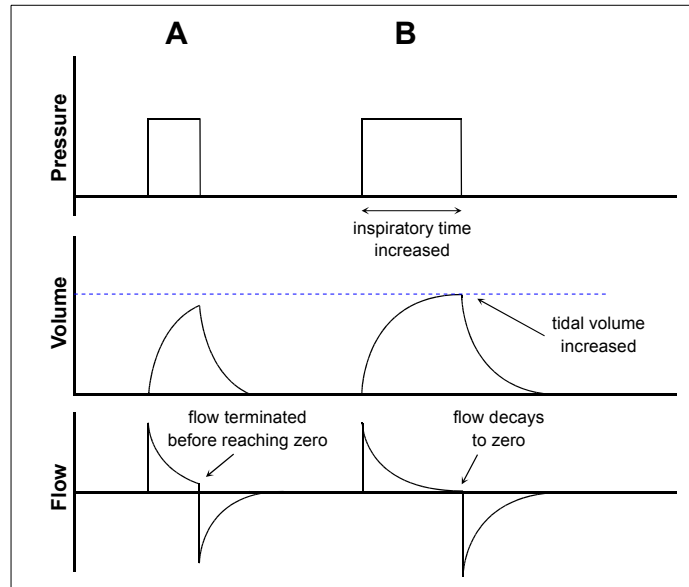 A
B
Pressure
inspiratory time
increased
Volume
tidal volume
increased
flow terminated
before reaching zero
flow decays
to zero
Flow